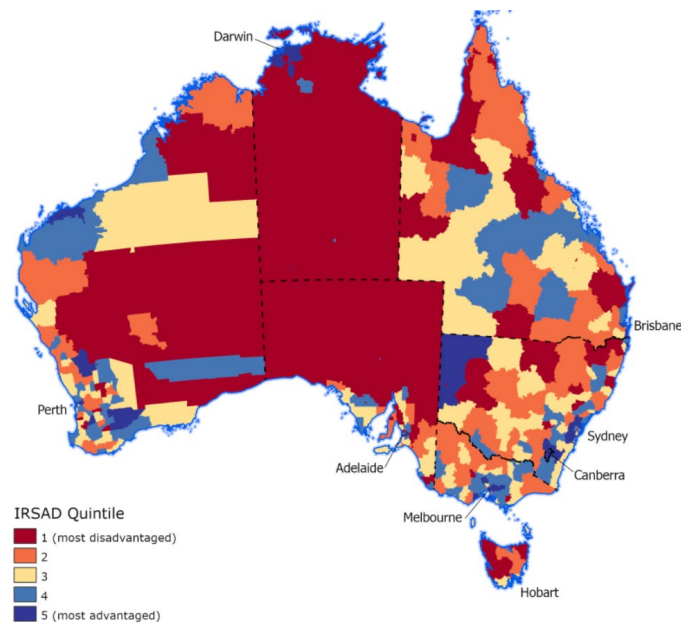 Darwin
Brisbane
Perth
Sydney
Adelaide
Canberra
Melbourne
Hobart
IRSAD Quintile
1 (most disadvantaged)
2
3
4
5 (most advantaged)